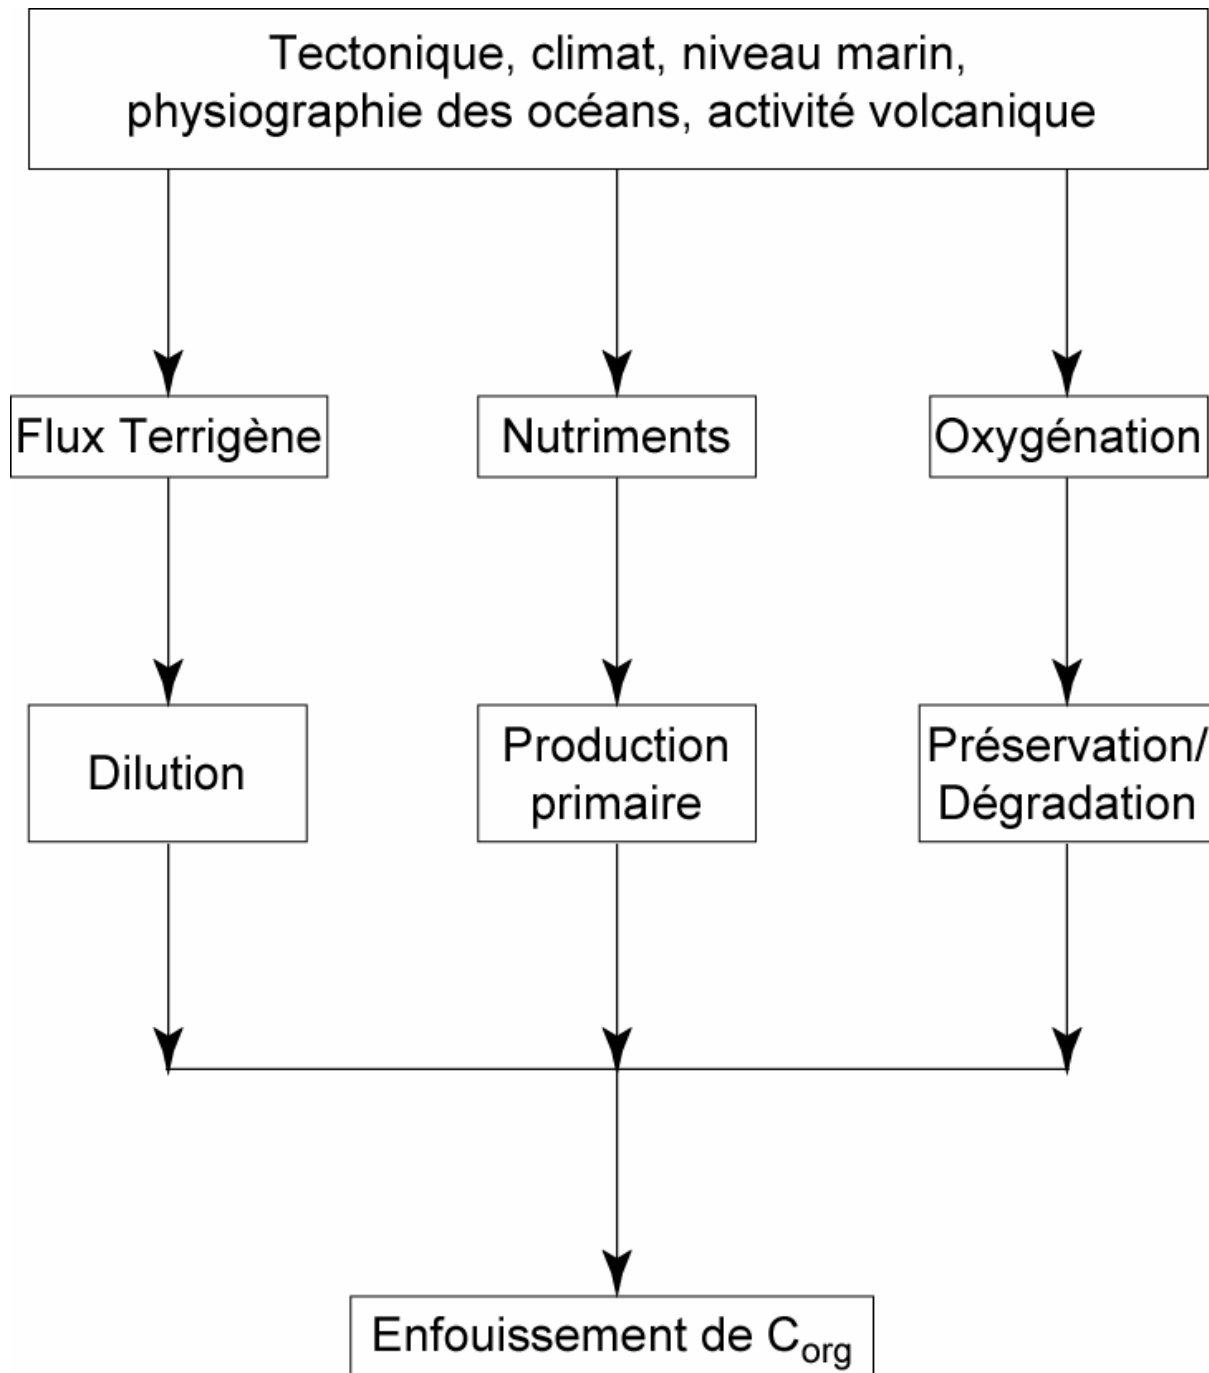 Tectonique, climat, niveau marin,
physiographie des océans, activité volcanique
Flux Terrigène
Nutriments
Oxygénation
Dilution
Production
primaire
Préservation/
Dégradation
Enfouissement de Corg